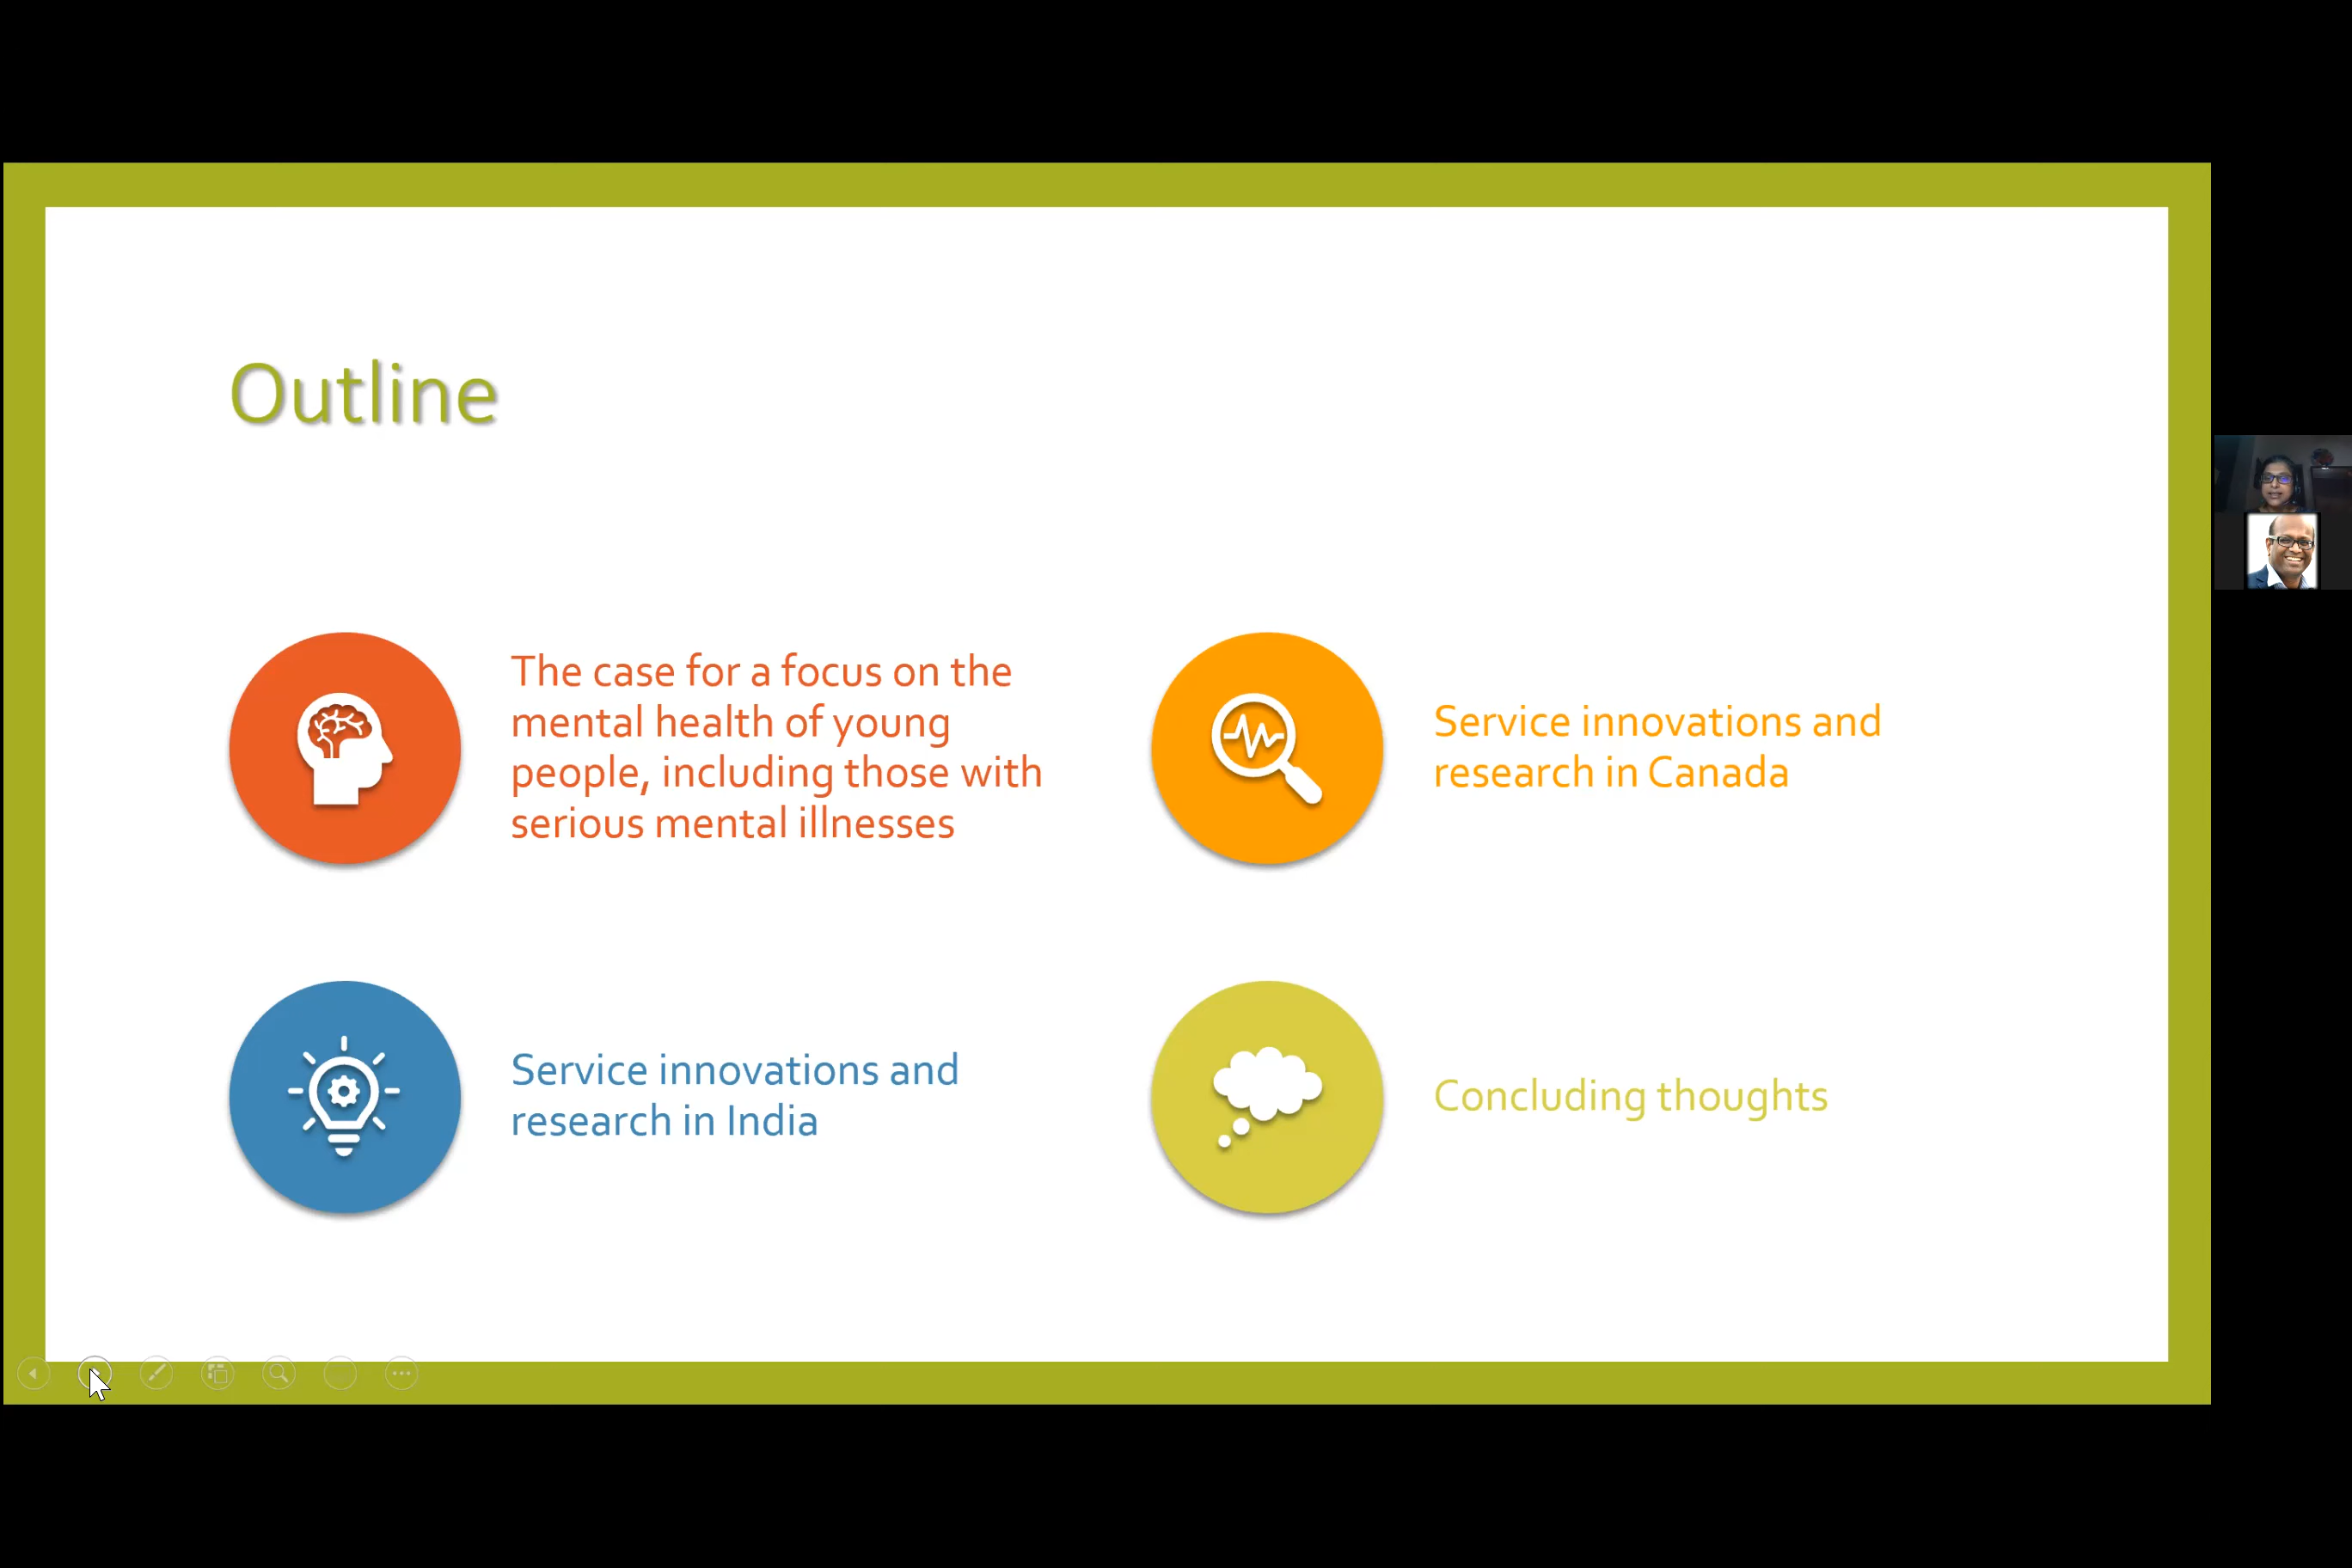 Outline
The case for a focus on the
mental health of young
people, including those with
serious mental illnesses
Service innovations and
research in Canada
Service innovations and
research in India
Concluding thoughts